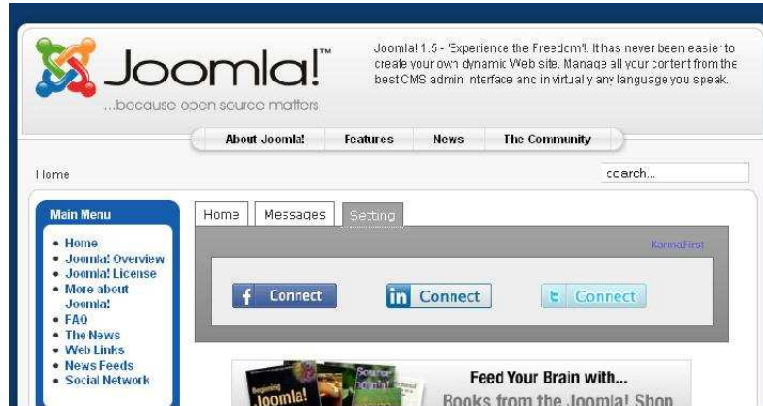 Joomla!™
...because open source matters
Joomla! 1.5 - 'Experience the Freedom'!. It has never been easier to
create your own dynamic Web site. Manage all your content from the
best CMS admin interface and in virtually any language you speak.
About Joomla! Features News The Community
Home
search...
Main Menu
Home
Joomla! Overview
Joomla! License
More about
Joomla!
FAQ
The News
Web Links
News Feeds
Social Network
Home Messages Setting
f Connect
in Connect
t Connect
Beginning
Joomla!
Feed Your Brain with...
Books from the Joomla! Shop